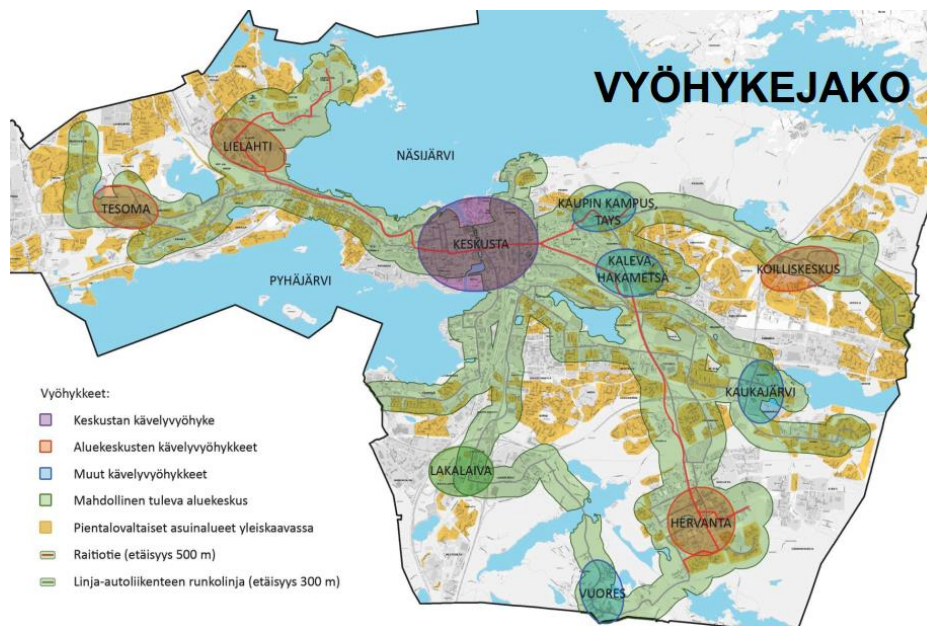 VYÖHYKEJAKO
LIELAHTI
NÄSIJÄRVI
TESOMA
KAUPIN KAMPUS,
TAYS
KESKUSTA
KALEVA,
HAKAMETSÄ
KOILLISKESKUS
PYHÄJÄRVI
KAUKAJÄRVI
LAKALAIVA
HERVANTA
VUORES
Vyöhykkeet:
Keskustan kävelyvyöhyke
Aluekeskusten kävelyvyöhykkeet
Muut kävelyvyöhykkeet
Mahdollinen tuleva aluekeskus
Pientalovaltaiset asuinalueet yleiskaavassa
Raitiotie (etäisyys 500 m)
Linja-autoliikenteen runkolinja (etäisyys 300 m)